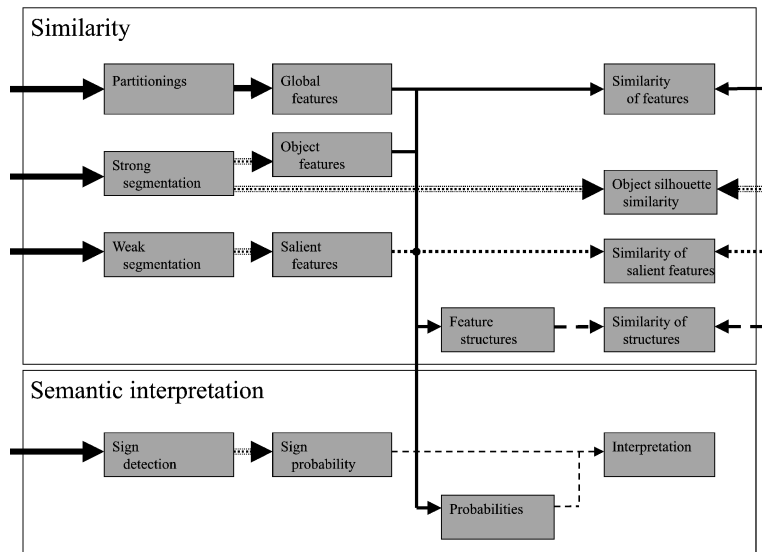 Similarity
Partitionings
Global
features
Similarity
of features
Object
features
Strong
segmentation
Object silhouette
similarity
Weak
segmentation
Salient
features
Similarity of
salient features
Feature
structures
Similarity of
structures
Semantic interpretation
Sign
detection
Sign
probability
Interpretation
Probabilities